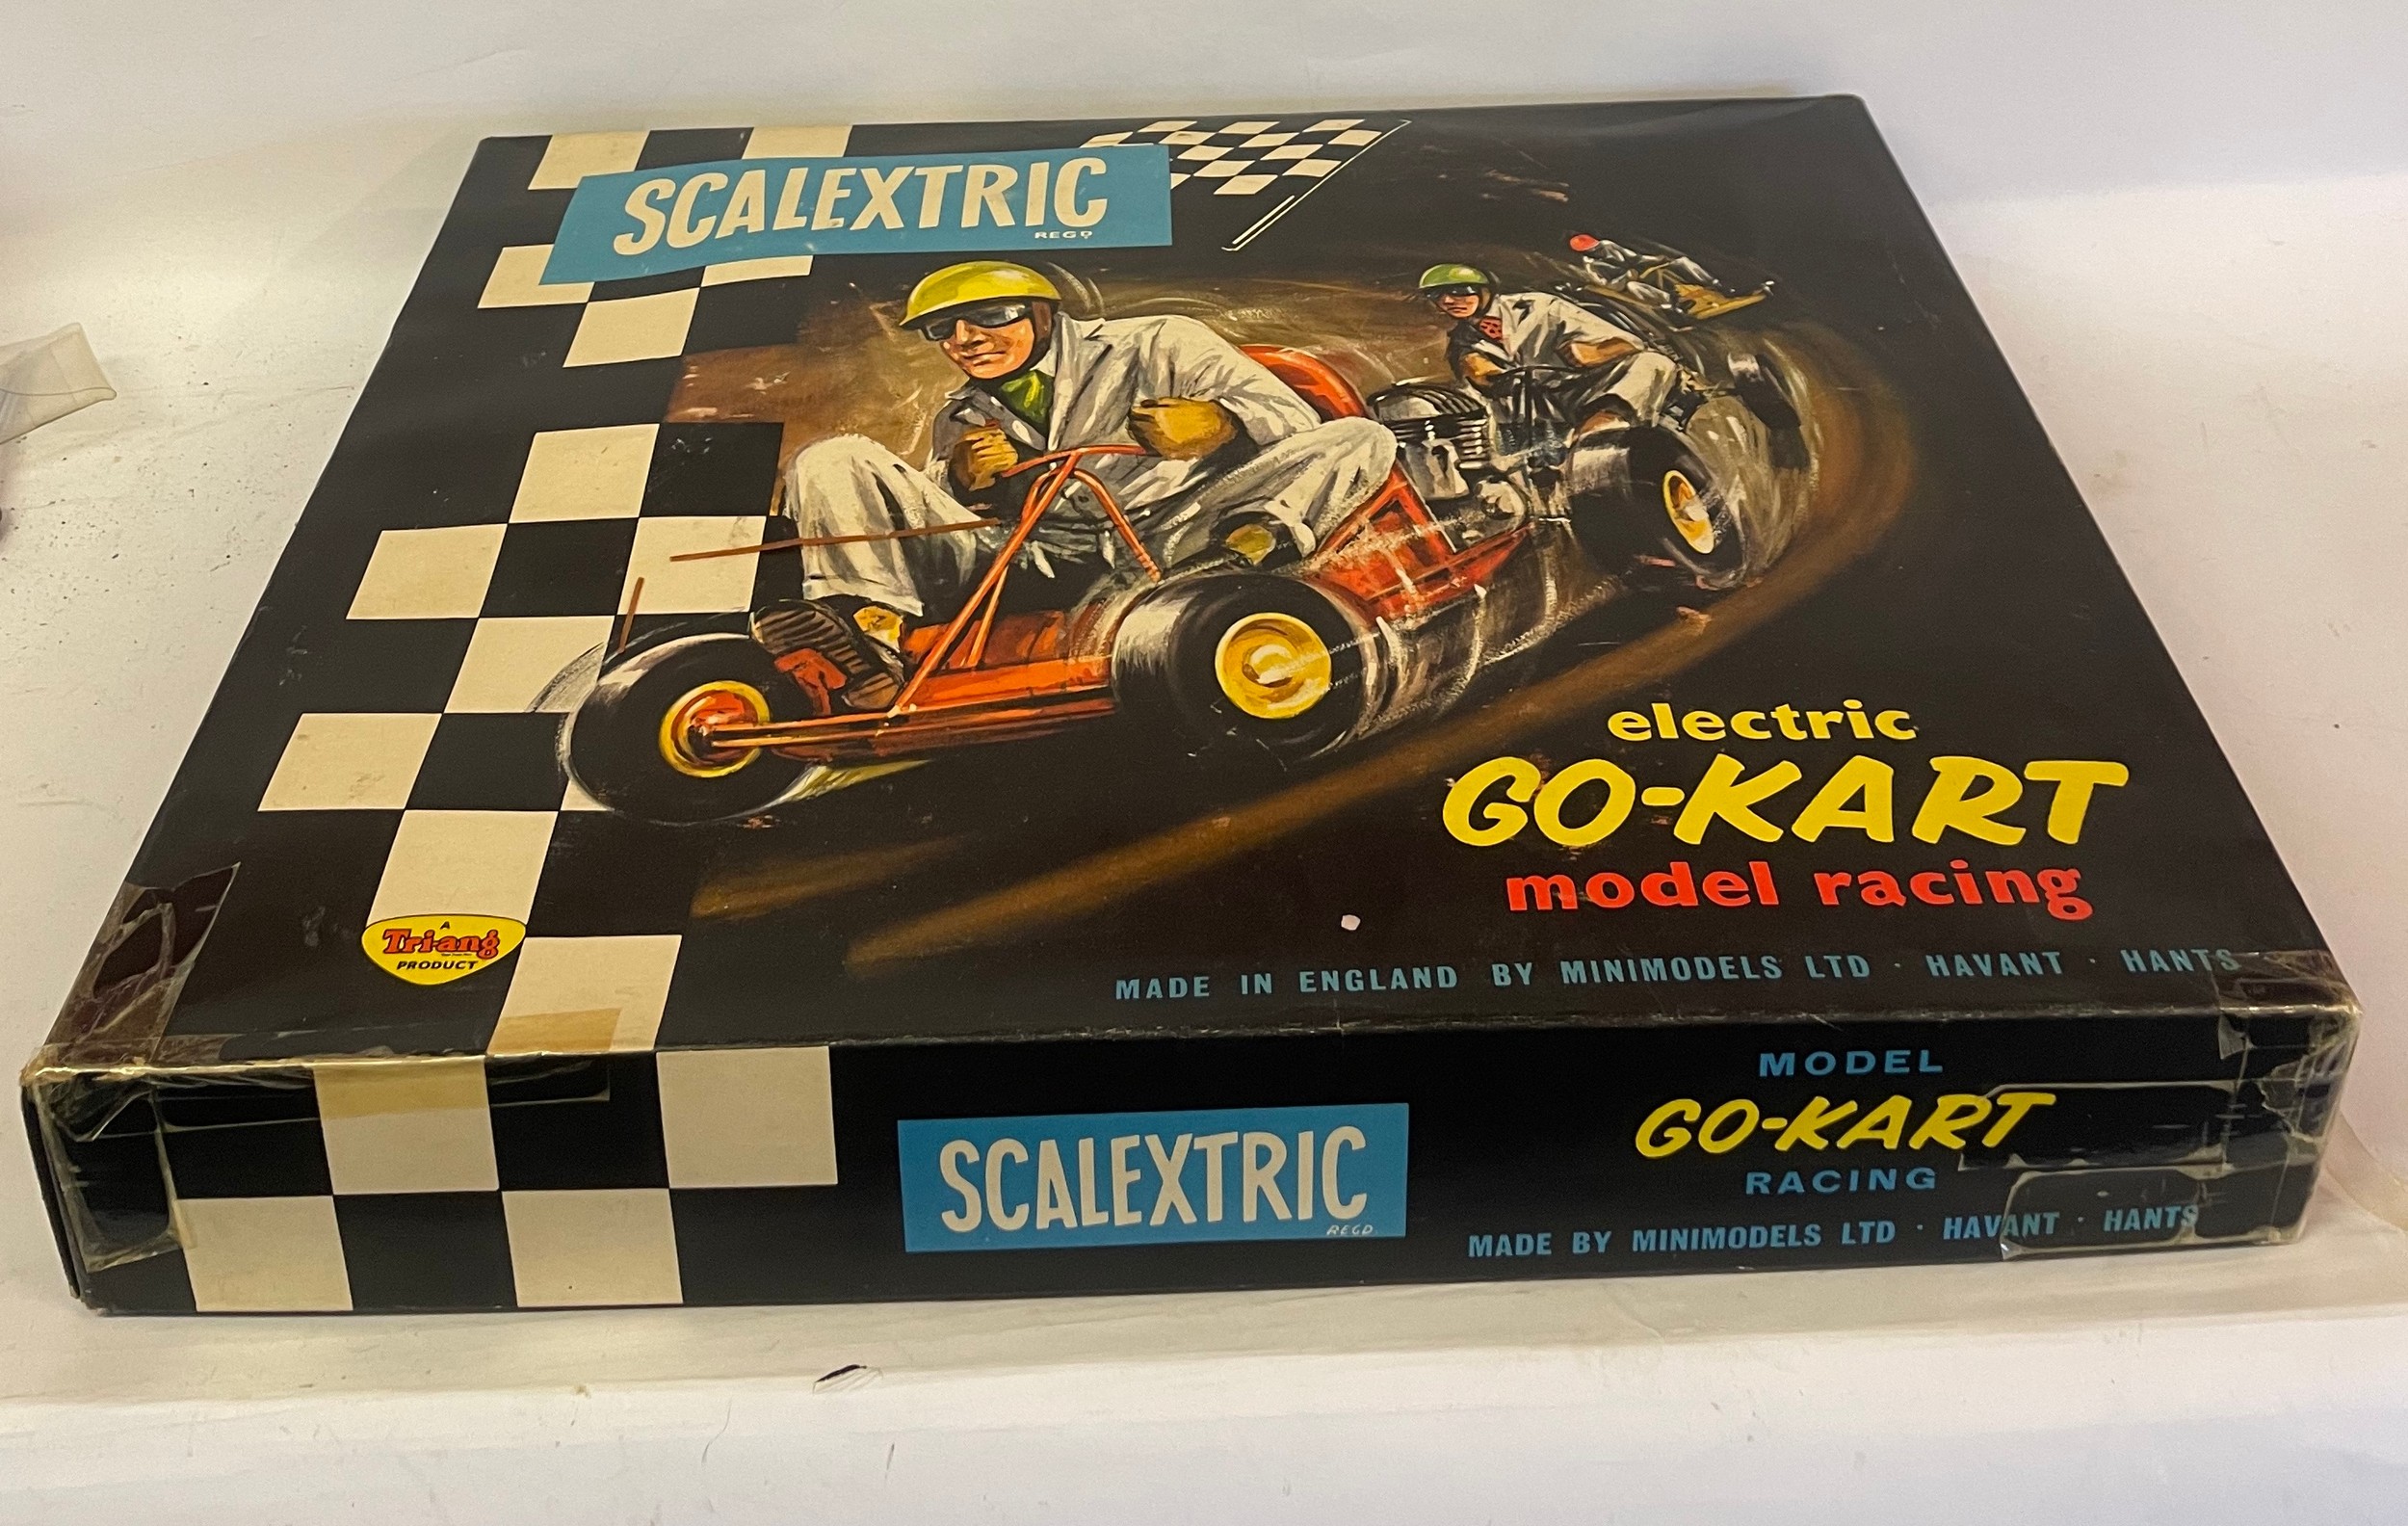 SCALEXTRIC
REGD
electric
GO-KART
model racing
A
Tri-ang
PRODUCT
MADE IN ENGLAND BY MINIMODELS LTD · HAVANT · HANTS
SCALEXTRIC
REGD
MODEL
GO-KART
RACING
MADE BY MINIMODELS LTD · HAVANT · HANTS